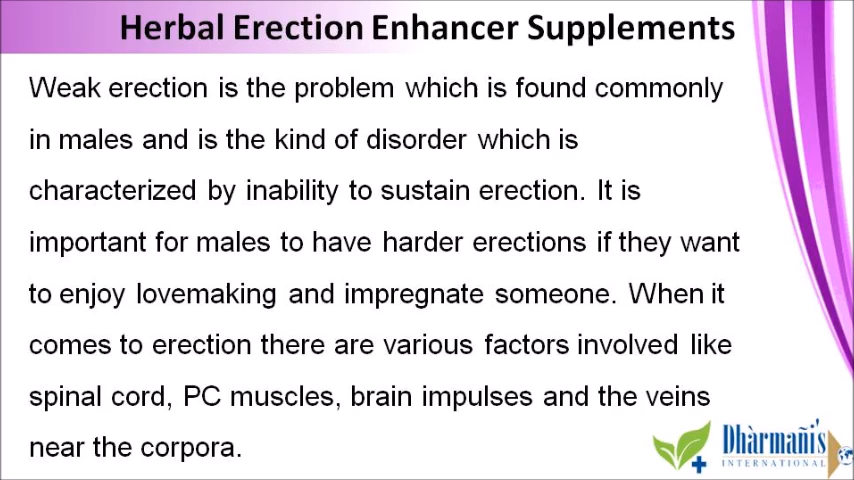 Herbal Erection Enhancer Supplements
Weak erection is the problem which is found commonly
in males and is the kind of disorder which is
characterized by inability to sustain erection. It is
important for males to have harder erections if they want
to enjoy lovemaking and impregnate someone. When it
comes to erection there are various factors involved like
spinal cord, PC muscles, brain impulses and the veins
near the corpora.
Dhàrmañi's
INTERNATIONAL